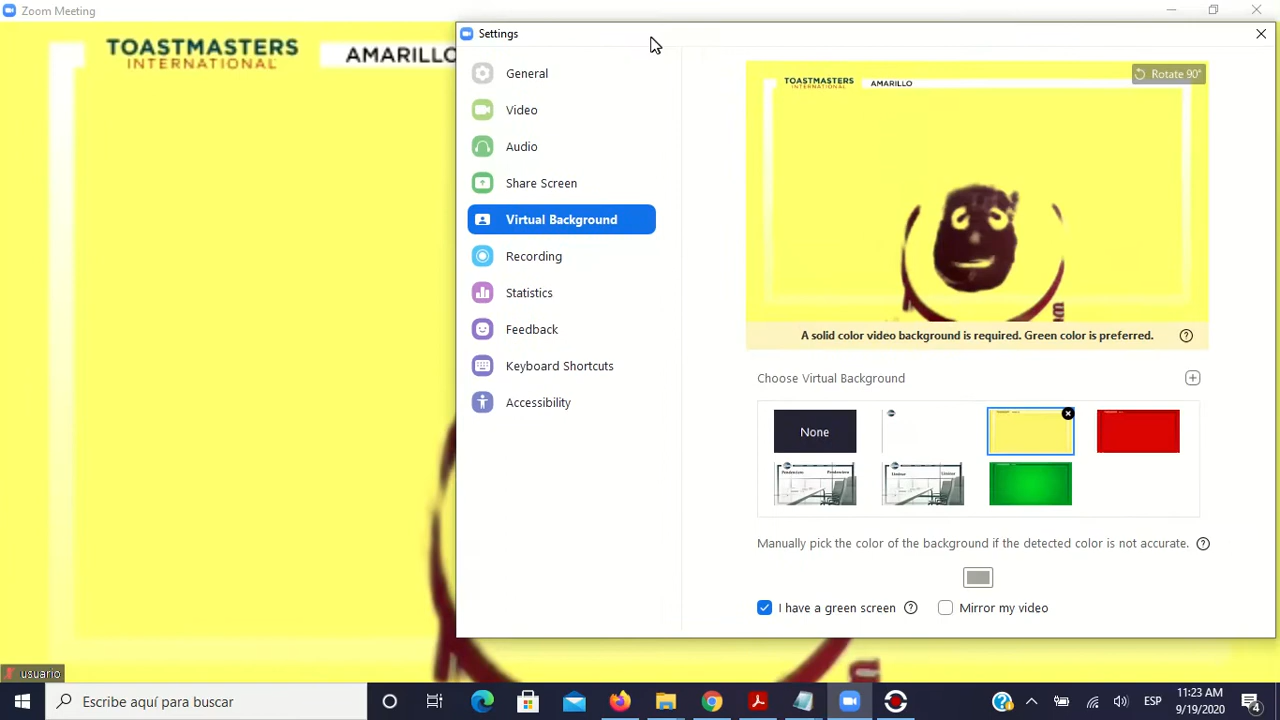 Zoom Meeting
TOASTMASTERS
INTERNATIONAL
AMARILLO
Settings
General
Video
Audio
Share Screen
Virtual Background
Recording
Statistics
Feedback
Keyboard Shortcuts
Accessibility
Rotate 90°
TOASTMASTERS
INTERNATIONAL
AMARILLO
A solid color video background is required. Green color is preferred.
Choose Virtual Background
None
Manually pick the color of the background if the detected color is not accurate.
I have a green screen
Mirror my video
usuario
Escribe aquí para buscar
ESP
11:23 AM
9/19/2020
4